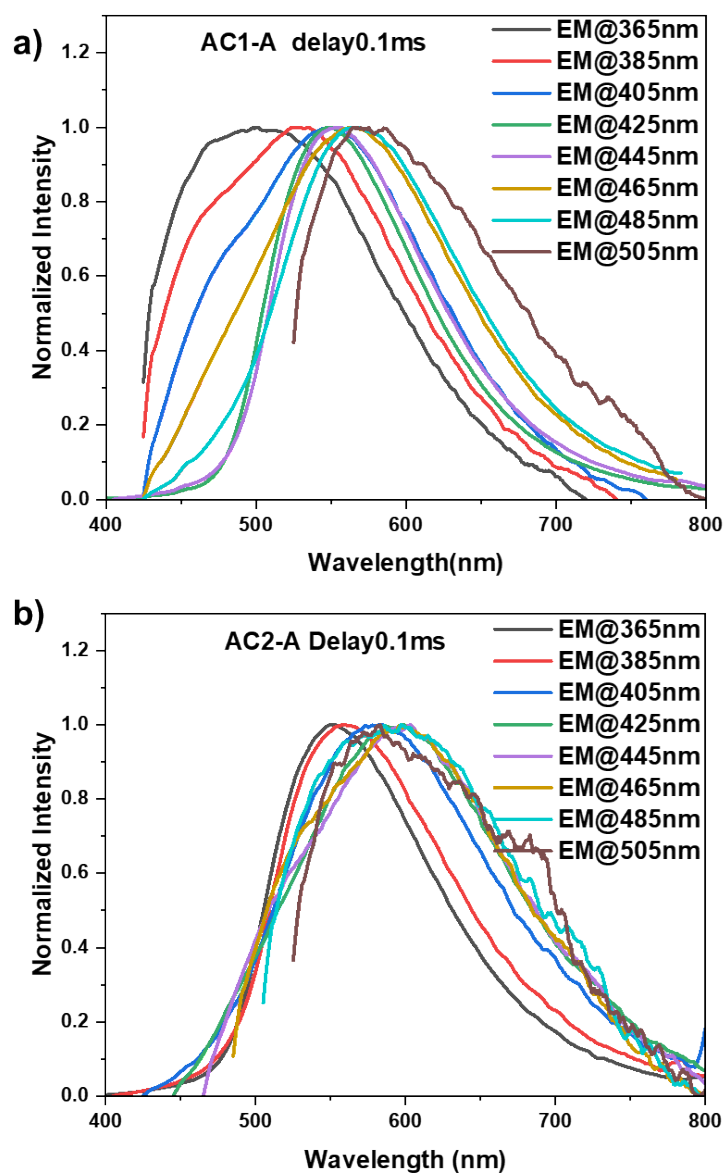 a)
AC1-A delay0.1ms
EM@365nm
EM@385nm
EM@405nm
EM@425nm
EM@445nm
EM@465nm
EM@485nm
EM@505nm
Normalized Intensity
1.2
1.0
0.8
0.6
0.4
0.2
0.0
400
500
600
700
800
Wavelength(nm)
b)
AC2-A Delay0.1ms
EM@365nm
EM@385nm
EM@405nm
EM@425nm
EM@445nm
EM@465nm
EM@485nm
EM@505nm
Normalized Intensity
1.2
1.0
0.8
0.6
0.4
0.2
0.0
400
500
600
700
800
Wavelength (nm)